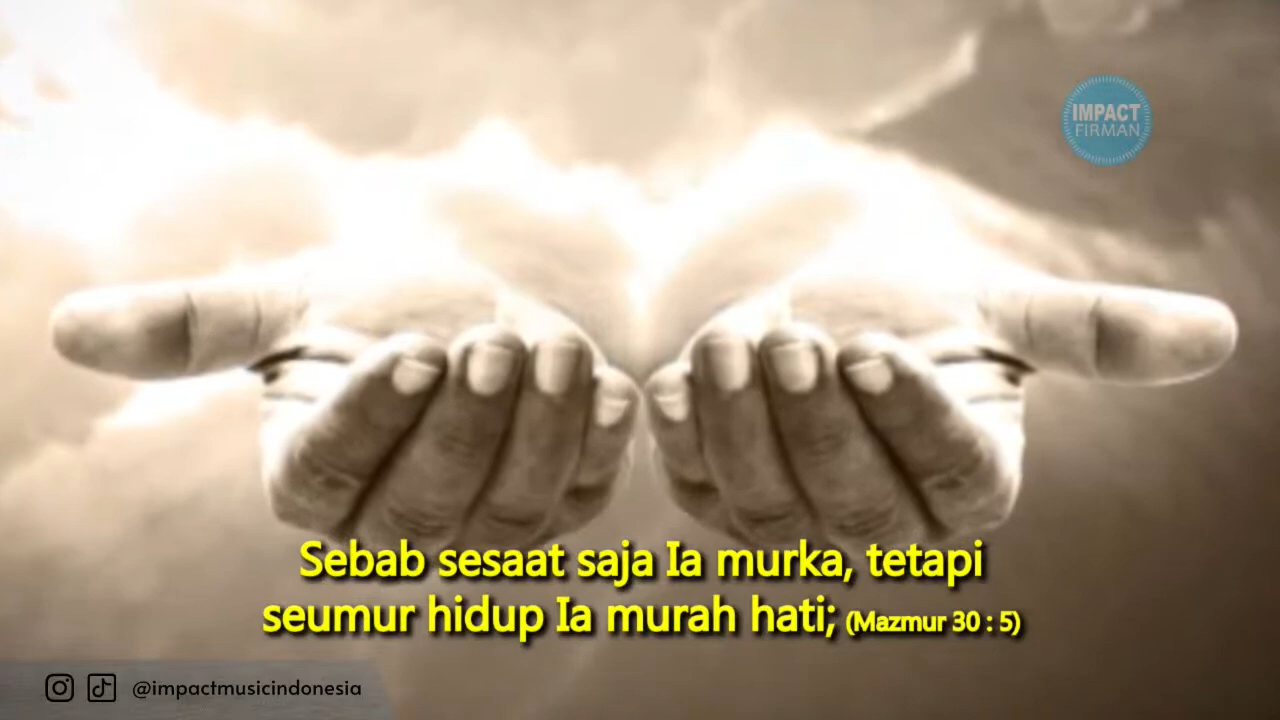 IMPACT
FIRMAN
Sebab sesaat saja Ia murka, tetapi
seumur hidup Ia murah hati; (Mazmur 30 : 5)
@impactmusicindonesia